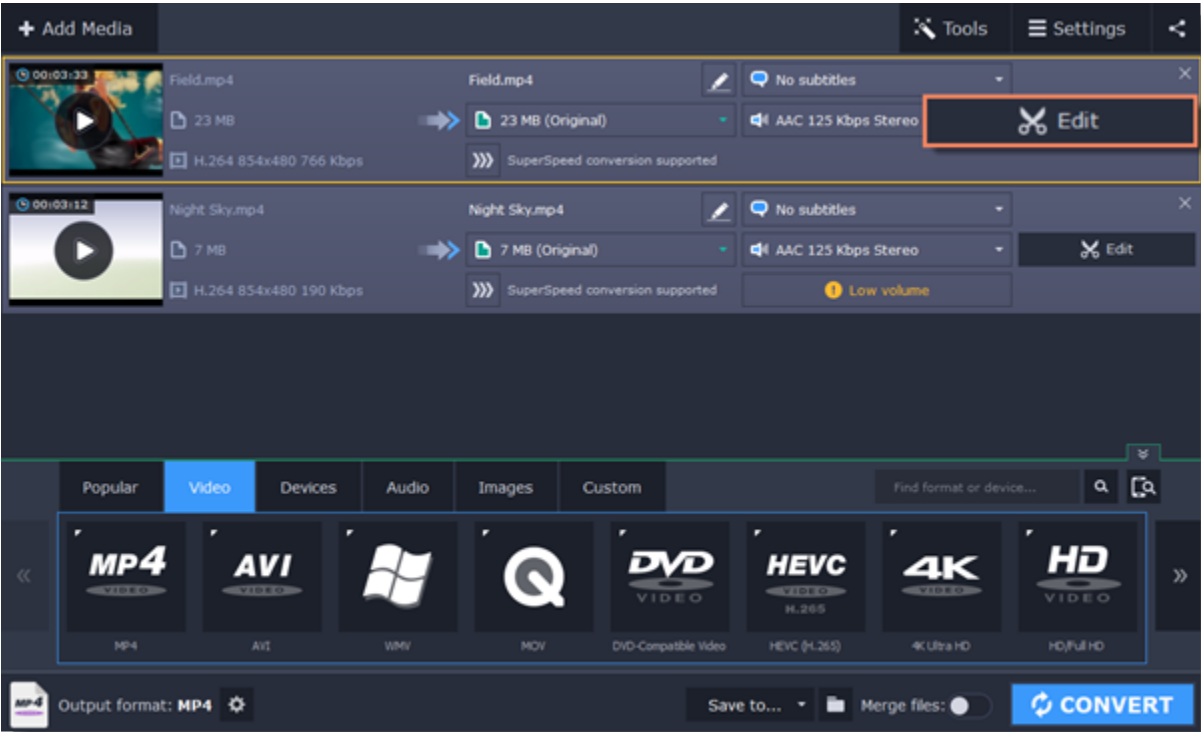 Add Media
Tools
Settings
00:03:33
Field.mp4
Field.mp4
No subtitles
23 MB
23 MB (Original)
AAC 125 Kbps Stereo
Edit
H.264 854x480 766 Kbps
SuperSpeed conversion supported
00:03:12
Night Sky.mp4
Night Sky.mp4
No subtitles
7 MB
7 MB (Original)
AAC 125 Kbps Stereo
Edit
H.264 854x480 190 Kbps
SuperSpeed conversion supported
Low volume
Popular
Video
Devices
Audio
Images
Custom
Find format or device...
MP4
VIDEO
AVI
VIDEO
DVD
VIDEO
HEVC
VIDEO
H.265
4K
VIDEO
HD
VIDEO
MP4
AVI
WMV
MOV
DVD-Compatible Video
HEVC (H.265)
4K Ultra HD
HD/Full HD
MP4
Output format: MP4
Save to...
Merge files:
CONVERT